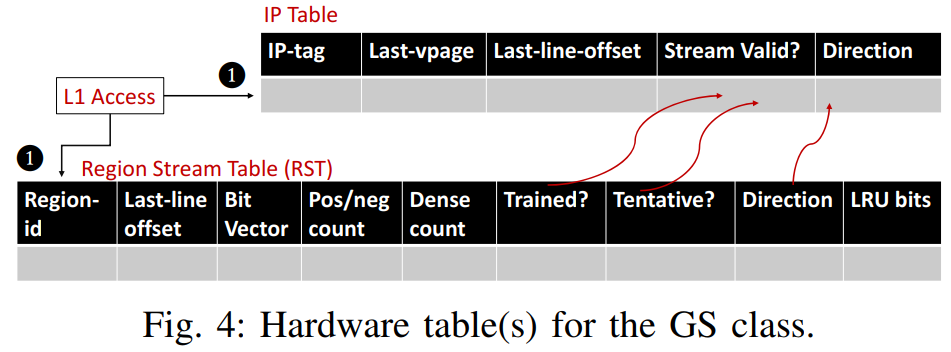 IP Table
IP-tag Last-vpage Last-line-offset Stream Valid? Direction
❶
L1 Access
❶
Region Stream Table (RST)
Region-id Last-line offset Bit Vector Pos/neg count Dense count Trained? Tentative? Direction LRU bits
Fig. 4: Hardware table(s) for the GS class.